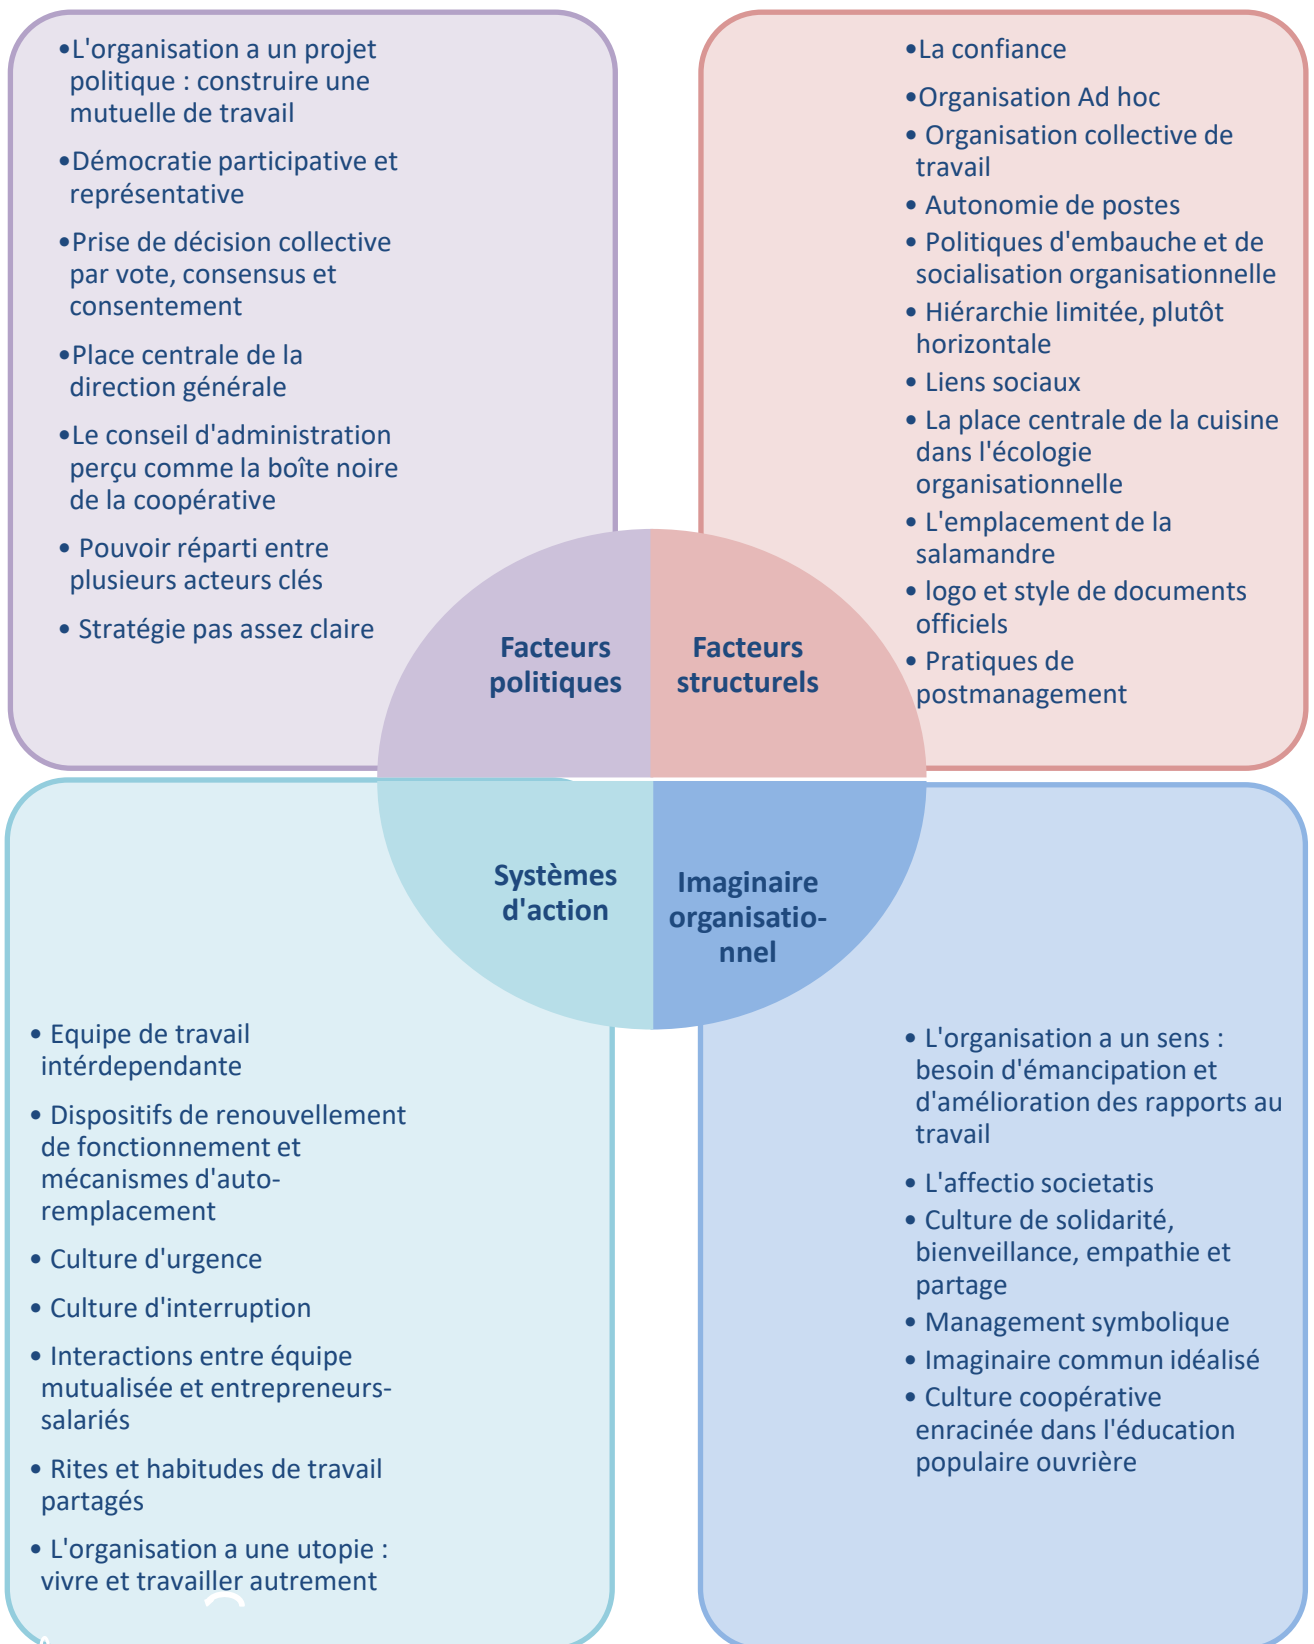 •L'organisation a un projet
politique : construire une
mutuelle de travail
•Démocratie participative et
représentative
•Prise de décision collective
par vote, consensus et
consentement
•Place centrale de la
direction générale
•Le conseil d'administration
perçu comme la boîte noire
de la coopérative
• Pouvoir réparti entre
plusieurs acteurs clés
• Stratégie pas assez claire
•La confiance
•Organisation Ad hoc
• Organisation collective de
travail
• Autonomie de postes
• Politiques d'embauche et de
socialisation organisationnelle
• Hiérarchie limitée, plutôt
horizontale
• Liens sociaux
• La place centrale de la cuisine
dans l'écologie
organisationnelle
• L'emplacement de la
salamandre
• logo et style de documents
officiels
• Pratiques de
postmanagement
Facteurs
politiques
Facteurs
structurels
Systèmes
d'action
Imaginaire
organisatio-
nnel
• Equipe de travail
intérdependante
• Dispositifs de renouvellement
de fonctionnement et
mécanismes d'auto-
remplacement
• Culture d'urgence
• Culture d'interruption
• Interactions entre équipe
mutualisée et entrepreneurs-
salariés
• Rites et habitudes de travail
partagés
• L'organisation a une utopie :
vivre et travailler autrement
• L'organisation a un sens :
besoin d'émancipation et
d'amélioration des rapports au
travail
• L'affectio societatis
• Culture de solidarité,
bienveillance, empathie et
partage
• Management symbolique
• Imaginaire commun idéalisé
• Culture coopérative
enracinée dans l'éducation
populaire ouvrière